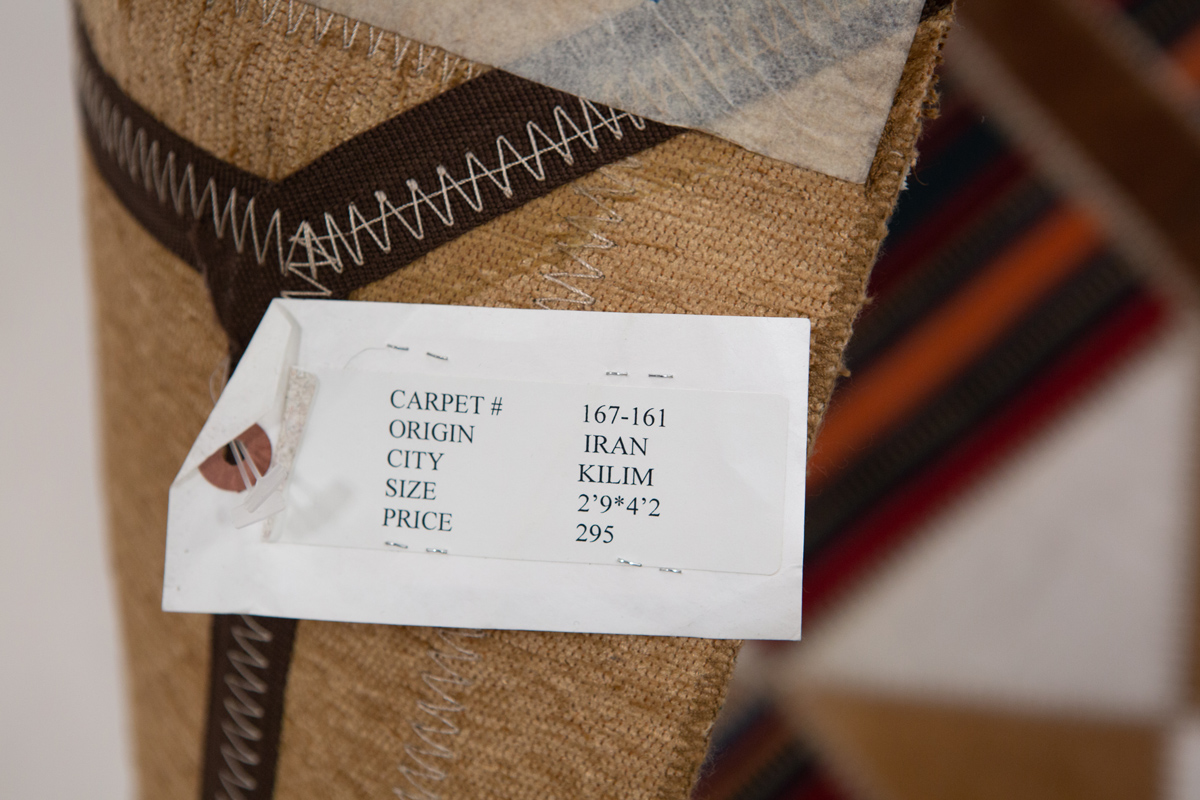 CARPET # 167-161
ORIGIN IRAN
CITY KILIM
SIZE 2’9*4’2
PRICE 295